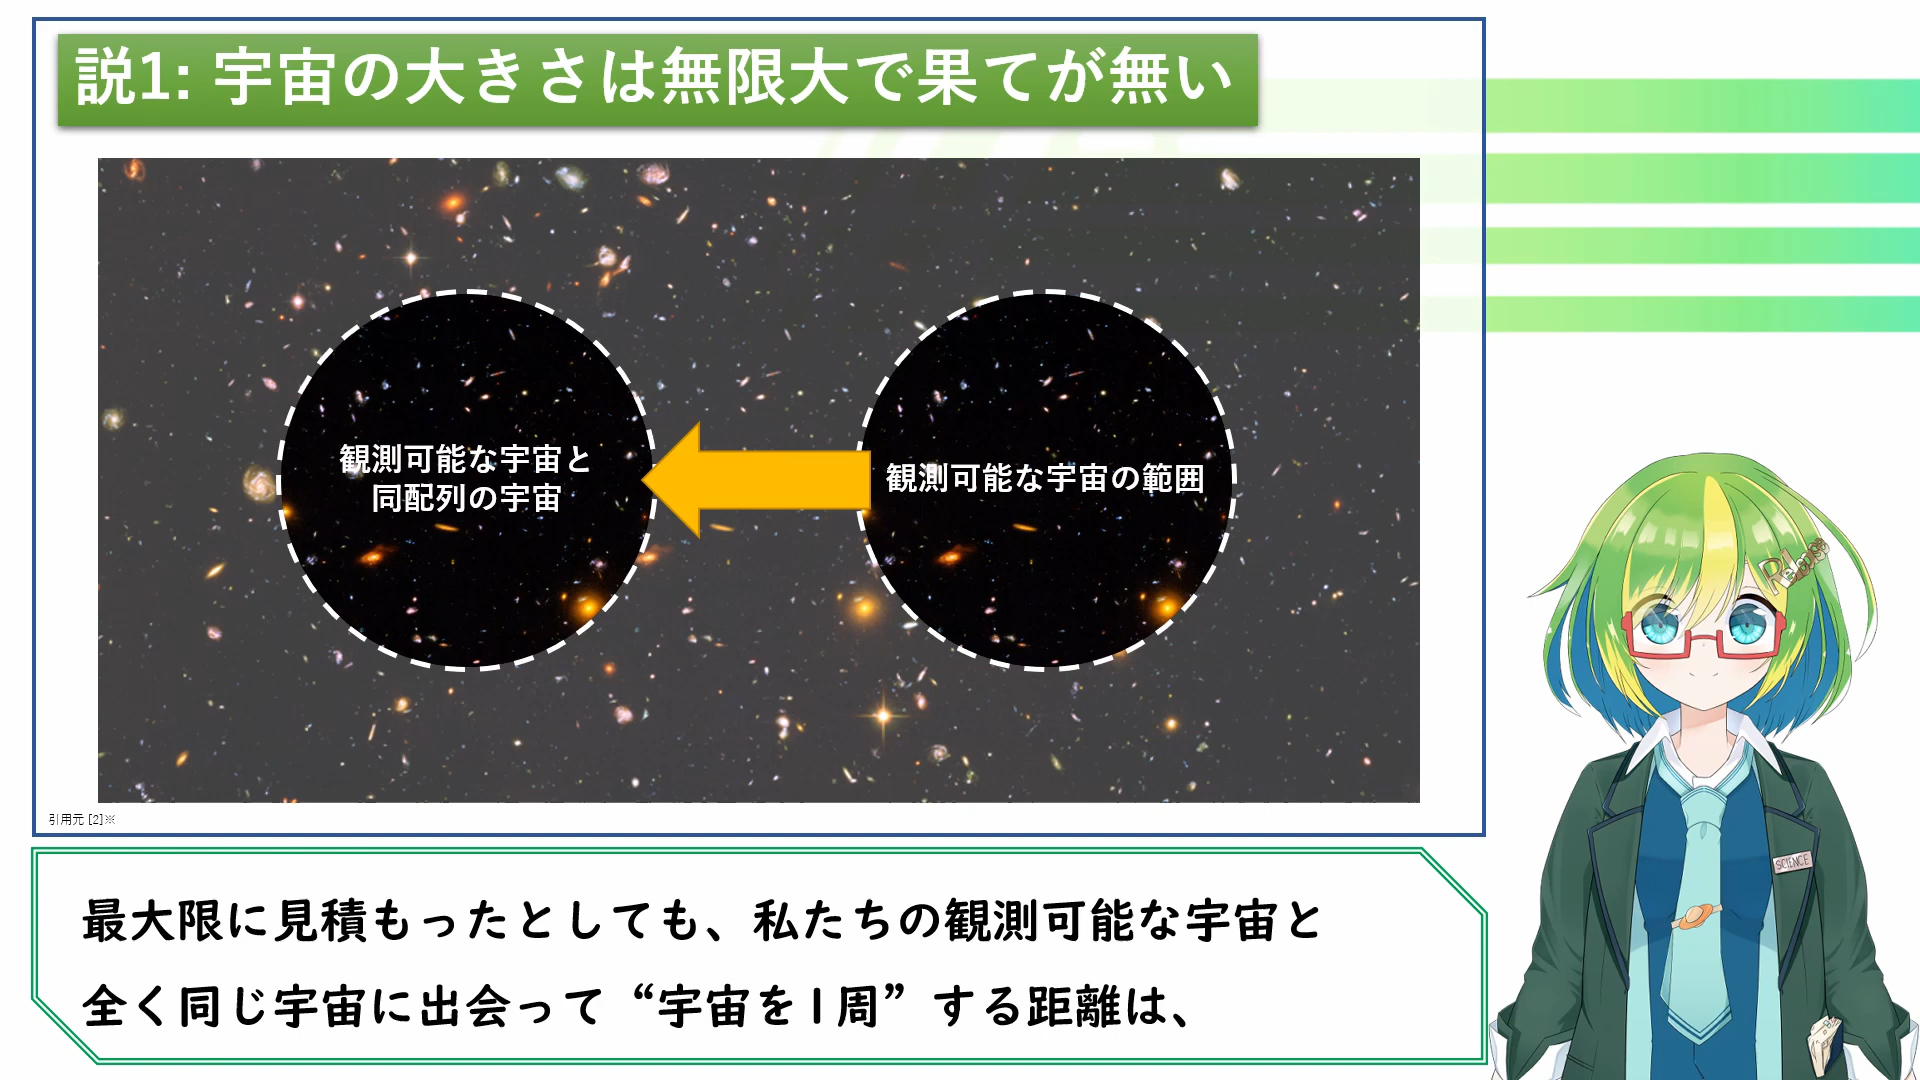 説1: 宇宙の大きさは無限大で果てが無い
観測可能な宇宙と
同配列の宇宙
観測可能な宇宙の範囲
引用元 [2]※
最大限に見積もったとしても、私たちの観測可能な宇宙と
全く同じ宇宙に出会って“宇宙を1周”する距離は、
SCIENCE